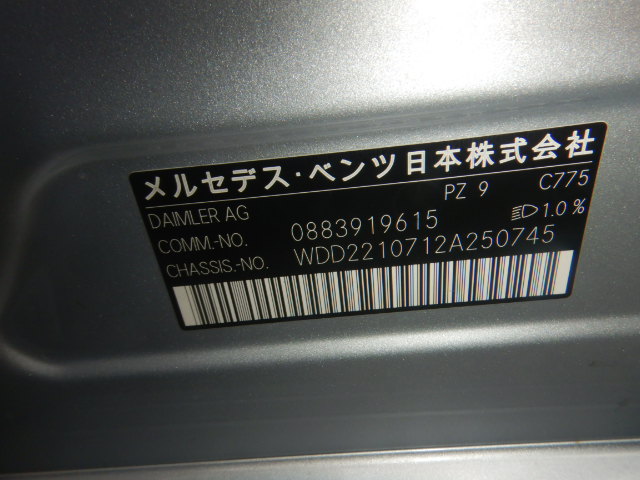 メルセデス・ベンツ日本株式会社
DAIMLER AG PZ 9 C775
COMM.-NO. 0883919615 1.0 %
CHASSIS.-NO. WDD2210712A250745